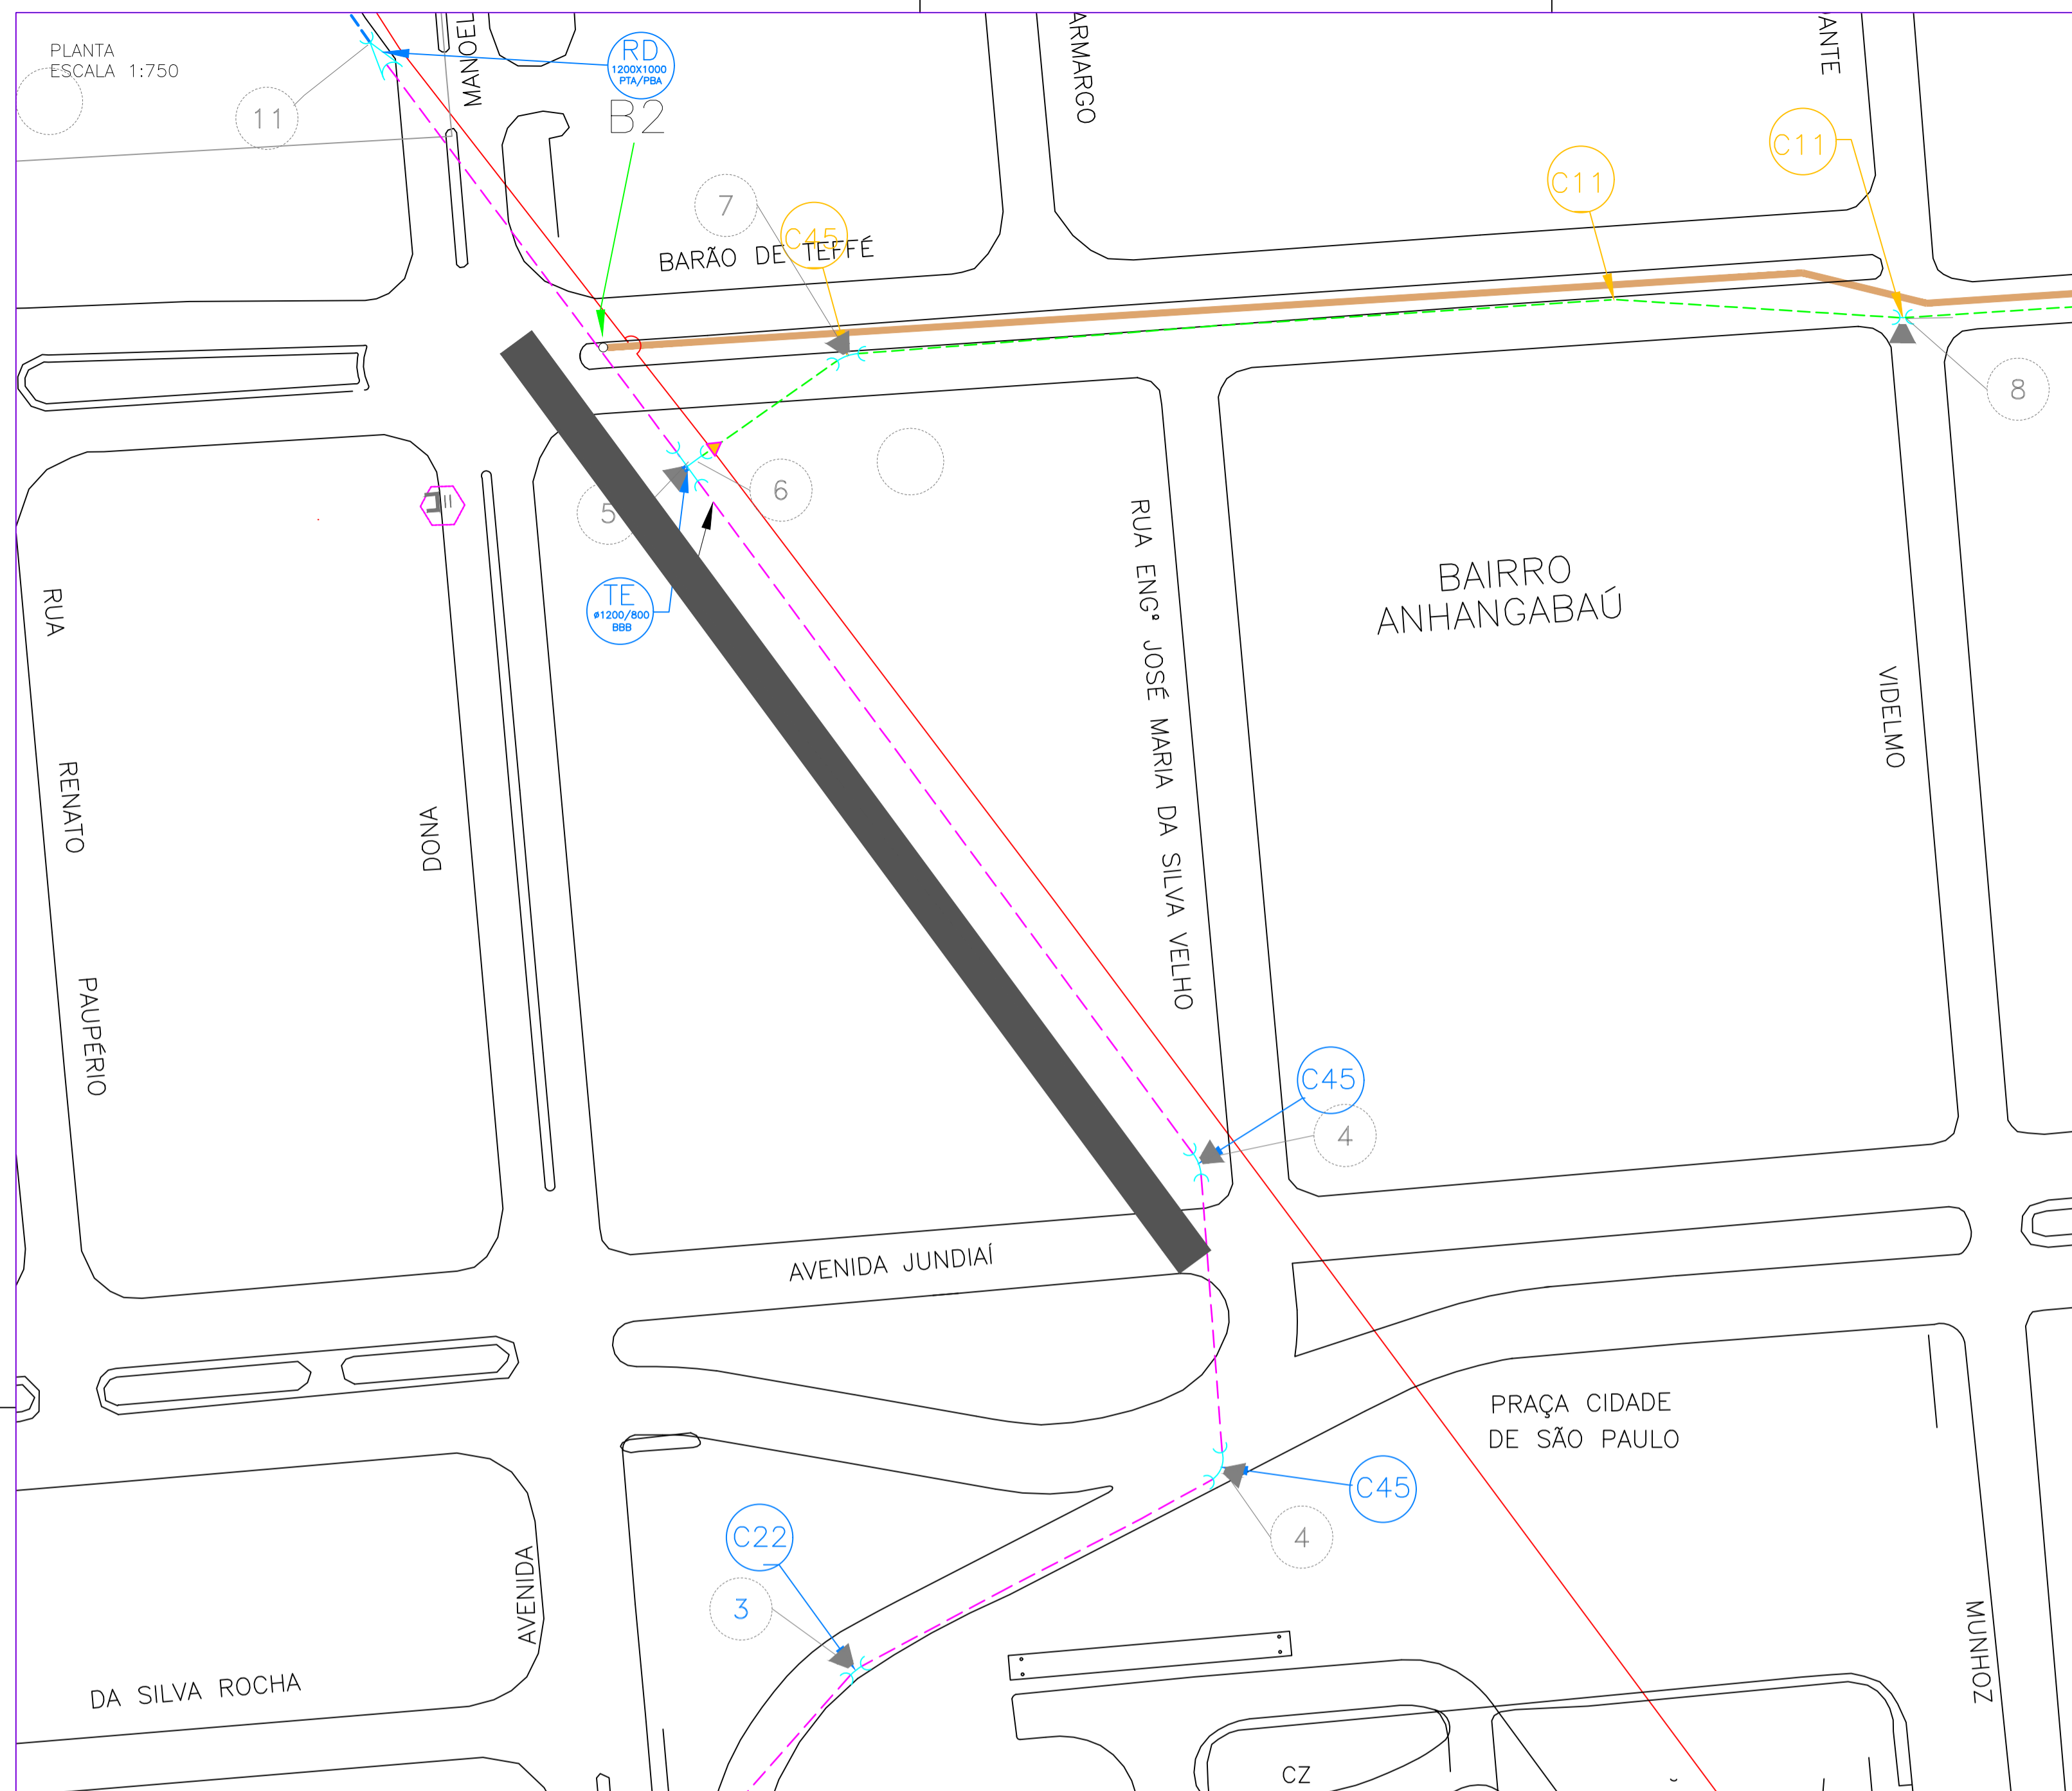 PLANTA
ESCALA 1:750
MANOEL
RD
1200X1000
PTA/PBA
B2
11
7
C45
BARÃO DE TEFFÉ
ARMARGO
C11
C11
ANTE
8
5
6
TE
ø1200/800
BBB
BAIRRO
ANHANGABAÚ
RUA ENGº JOSÉ MARIA DA SILVA VELHO
VIDELMO
RUA
RENATO
PAUPÉRIO
DONA
C45
4
AVENIDA JUNDIAÍ
PRAÇA CIDADE
DE SÃO PAULO
C45
4
C22
3
AVENIDA
DA SILVA ROCHA
MUNHOZ
CZ